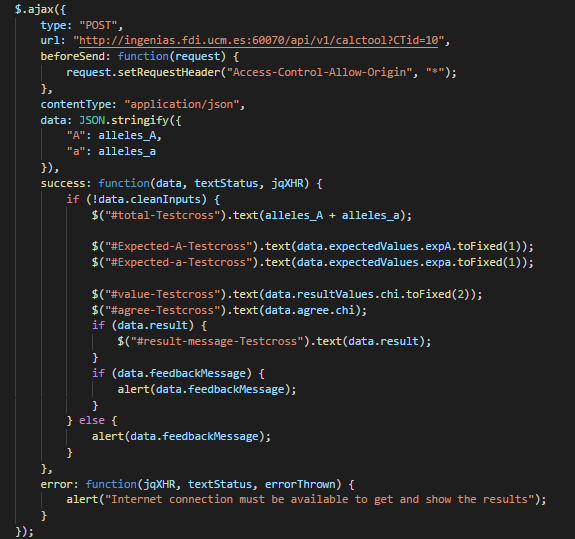 $.ajax({
type: "POST",
url: "http://ingenias.fdi.ucm.es:60070/api/v1/calctool?CTid=10",
beforeSend: function(request) {
request.setRequestHeader("Access-Control-Allow-Origin", "*");
},
contentType: "application/json",
data: JSON.stringify({
"A": alleles_A,
"a": alleles_a
}),
success: function(data, textStatus, jqXHR) {
if (!data.cleanInputs) {
$("#total-Testcross").text(alleles_A + alleles_a);
$("#Expected-A-Testcross").text(data.expectedValues.expA.toFixed(1));
$("#Expected-a-Testcross").text(data.expectedValues.expa.toFixed(1));
$("#value-Testcross").text(data.resultValues.chi.toFixed(2));
$("#agree-Testcross").text(data.agree.chi);
if (data.result) {
$("#result-message-Testcross").text(data.result);
}
if (data.feedbackMessage) {
alert(data.feedbackMessage);
}
} else {
alert(data.feedbackMessage);
}
},
error: function(jqXHR, textStatus, errorThrown) {
alert("Internet connection must be available to get and show the results");
}
});